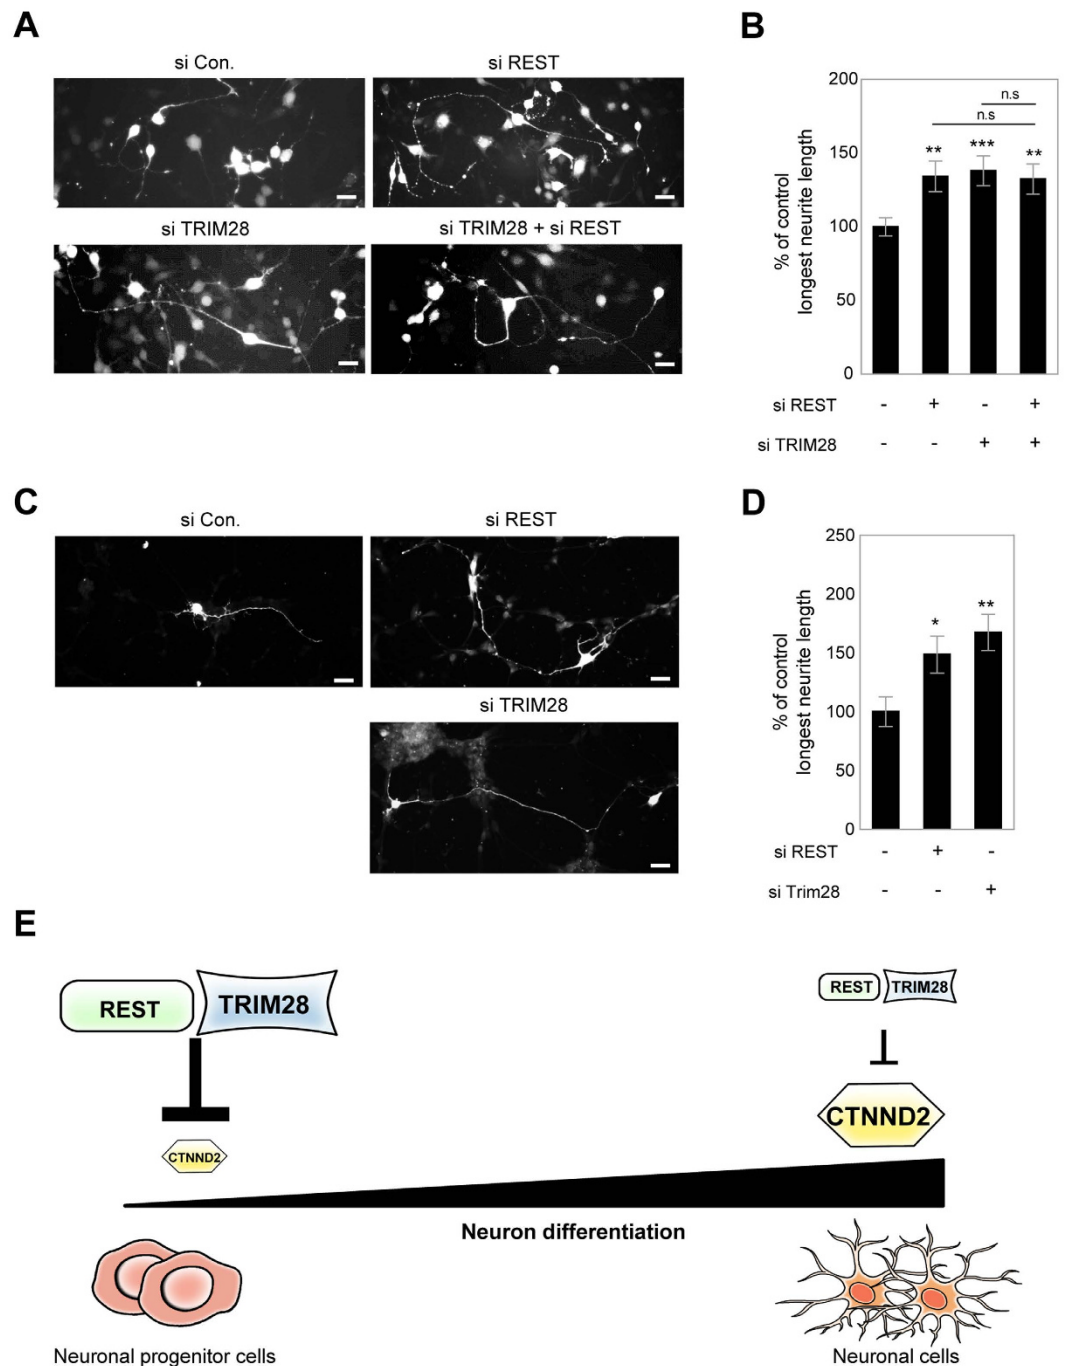 A
si Con.
si REST
si TRIM28
si TRIM28 + si REST
B
% of control
longest neurite length
200
150
100
50
0
n.s
n.s
** *** **
si REST - + - +
si TRIM28 - - + +
C
si Con.
si REST
si TRIM28
D
% of control
longest neurite length
250
200
150
100
50
0
* **
si REST - + -
si Trim28 - - +
E
REST TRIM28
CTNND2
REST TRIM28
CTNND2
Neuron differentiation
Neuronal progenitor cells
Neuronal cells